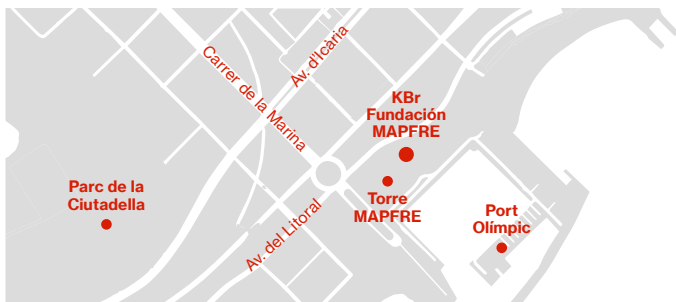 Carrer de la Marina
Av. d'Icària
KBr
Fundación
MAPFRE
Parc de la
Ciutadella
Torre
MAPFRE
Av. del Litoral
Port
Olímpic